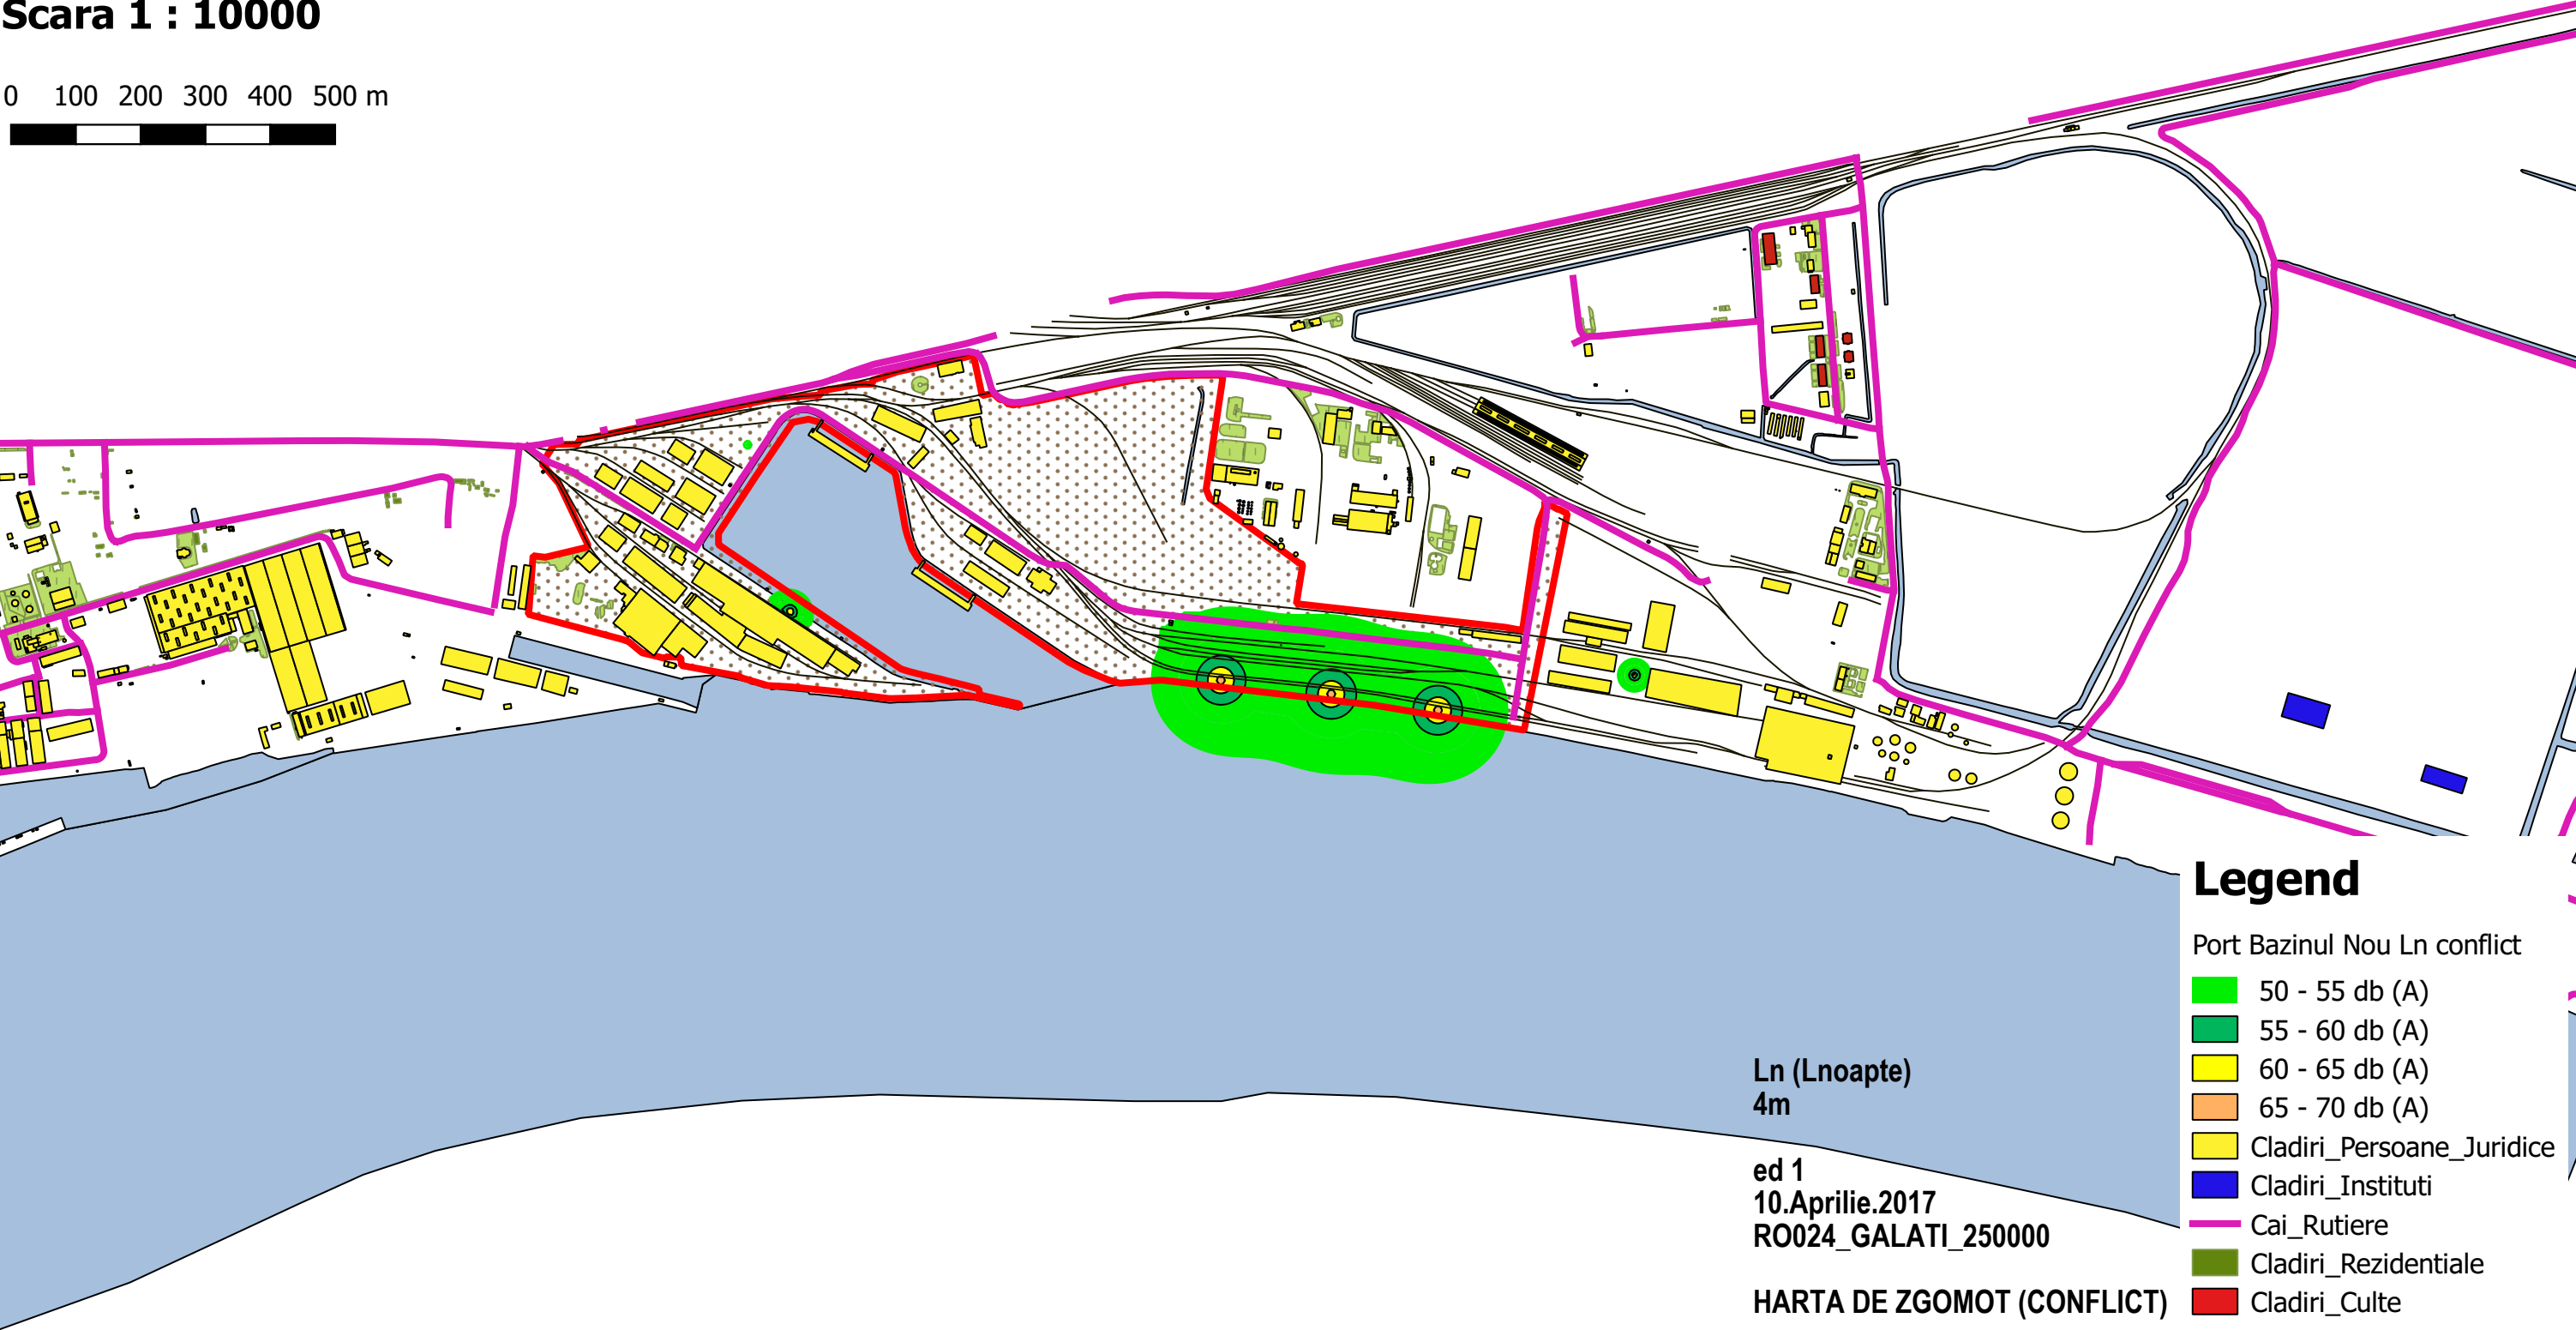 Scara 1 : 10000
0 100 200 300 400 500 m
Legend
Port Bazinul Nou Ln conflict
50 - 55 db (A)
55 - 60 db (A)
60 - 65 db (A)
65 - 70 db (A)
Cladiri_Persoane_Juridice
Cladiri_Instituti
Cai_Rutiere
Cladiri_Rezidentiale
Cladiri_Culte
Ln (Lnoapte)
4m
ed 1
10.Aprilie.2017
RO024_GALATI_250000
HARTA DE ZGOMOT (CONFLICT)